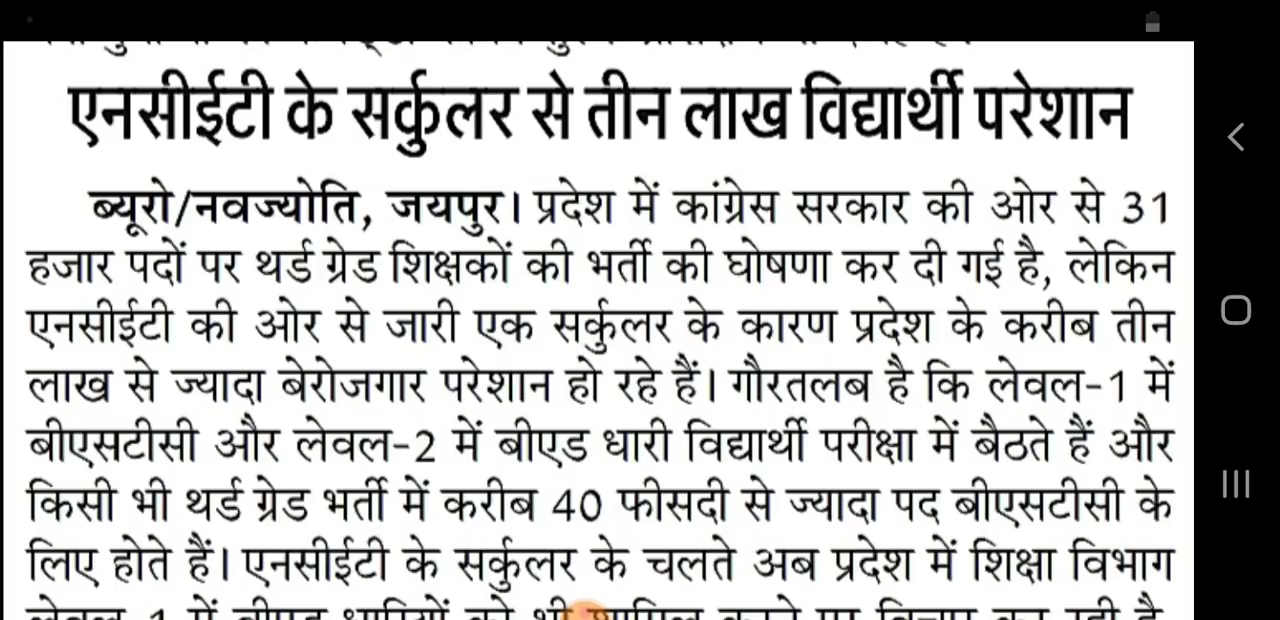 एनसीईटी के सर्कुलर से तीन लाख विद्यार्थी परेशान
ब्यूरो/नवज्योति, जयपुर। प्रदेश में कांग्रेस सरकार की ओर से 31
हजार पदों पर थर्ड ग्रेड शिक्षकों की भर्ती की घोषणा कर दी गई है, लेकिन
एनसीईटी की ओर से जारी एक सर्कुलर के कारण प्रदेश के करीब तीन
लाख से ज्यादा बेरोजगार परेशान हो रहे हैं। गौरतलब है कि लेवल-1 में
बीएसटीसी और लेवल-2 में बीएड धारी विद्यार्थी परीक्षा में बैठते हैं और
किसी भी थर्ड ग्रेड भर्ती में करीब 40 फीसदी से ज्यादा पद बीएसटीसी के
लिए होते हैं। एनसीईटी के सर्कुलर के चलते अब प्रदेश में शिक्षा विभाग